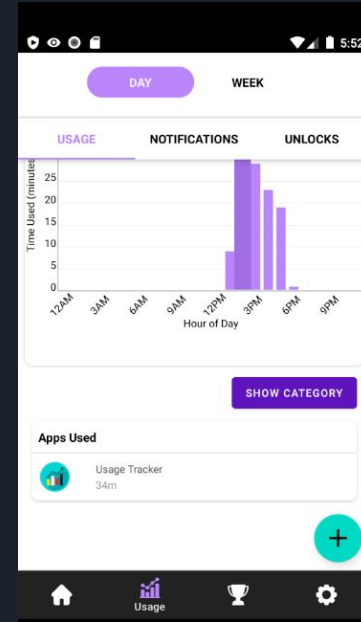 5:52
DAY WEEK
USAGE NOTIFICATIONS UNLOCKS
Time Used (minutes
25
20
15
10
5
0
12AM 3AM 6AM 9AM 12PM 3PM 6PM 9PM
Hour of Day
SHOW CATEGORY
Apps Used
Usage Tracker
34m
+
Usage